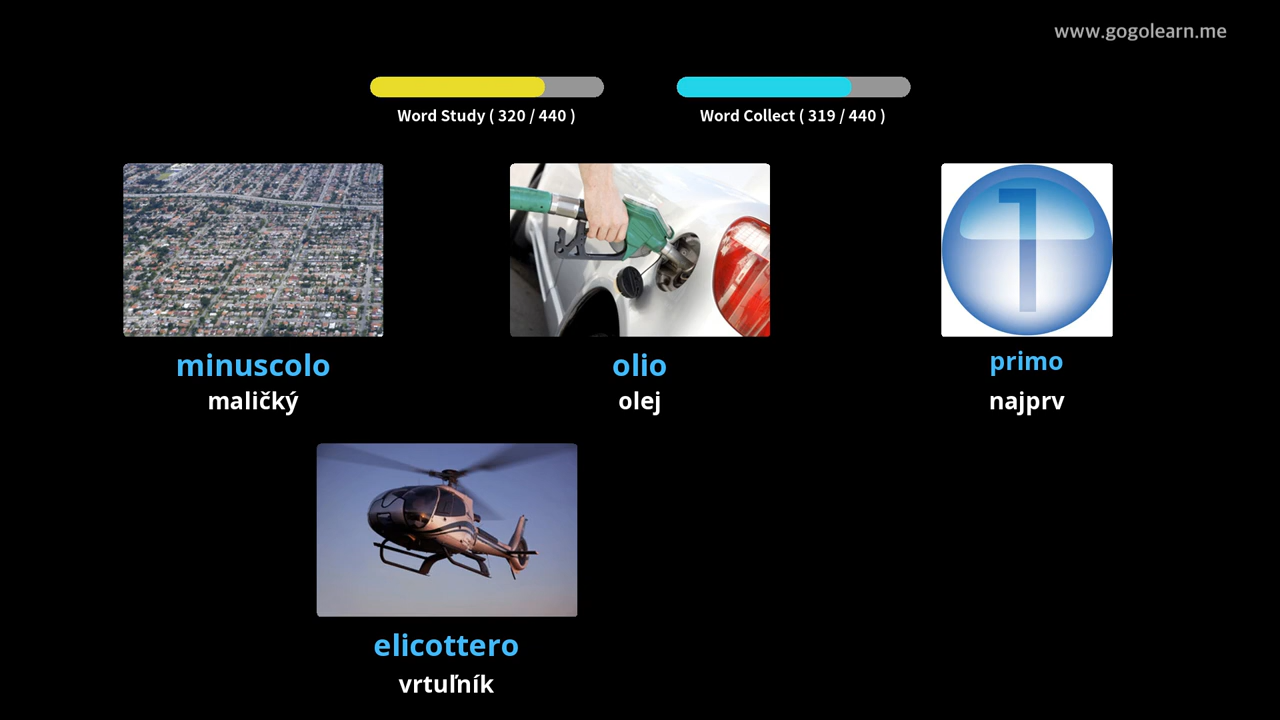 www.gogolearn.me
Word Study ( 320 / 440 )
Word Collect ( 319 / 440 )
1
minuscolo
maličký
olio
olej
primo
najprv
elicottero
vrtuľník